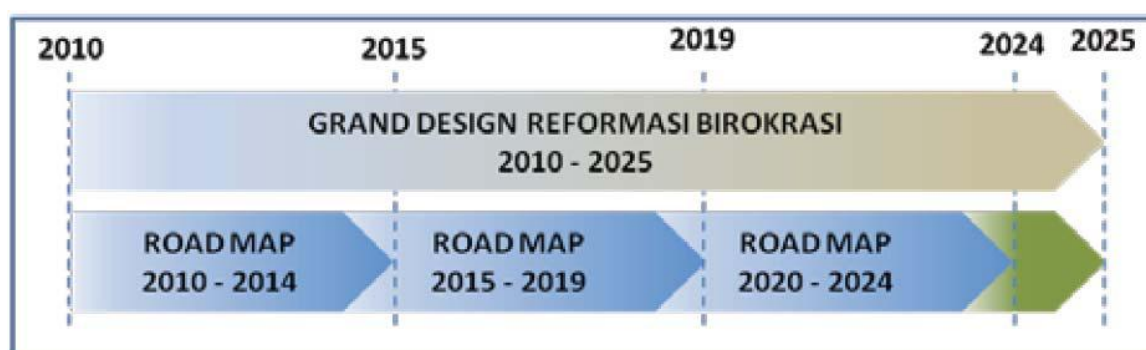 2010 2015 2019 2024 2025
GRAND DESIGN REFORMASI BIROKRASI
2010 - 2025
ROAD MAP
2010 - 2014
ROAD MAP
2015 - 2019
ROAD MAP
2020 - 2024